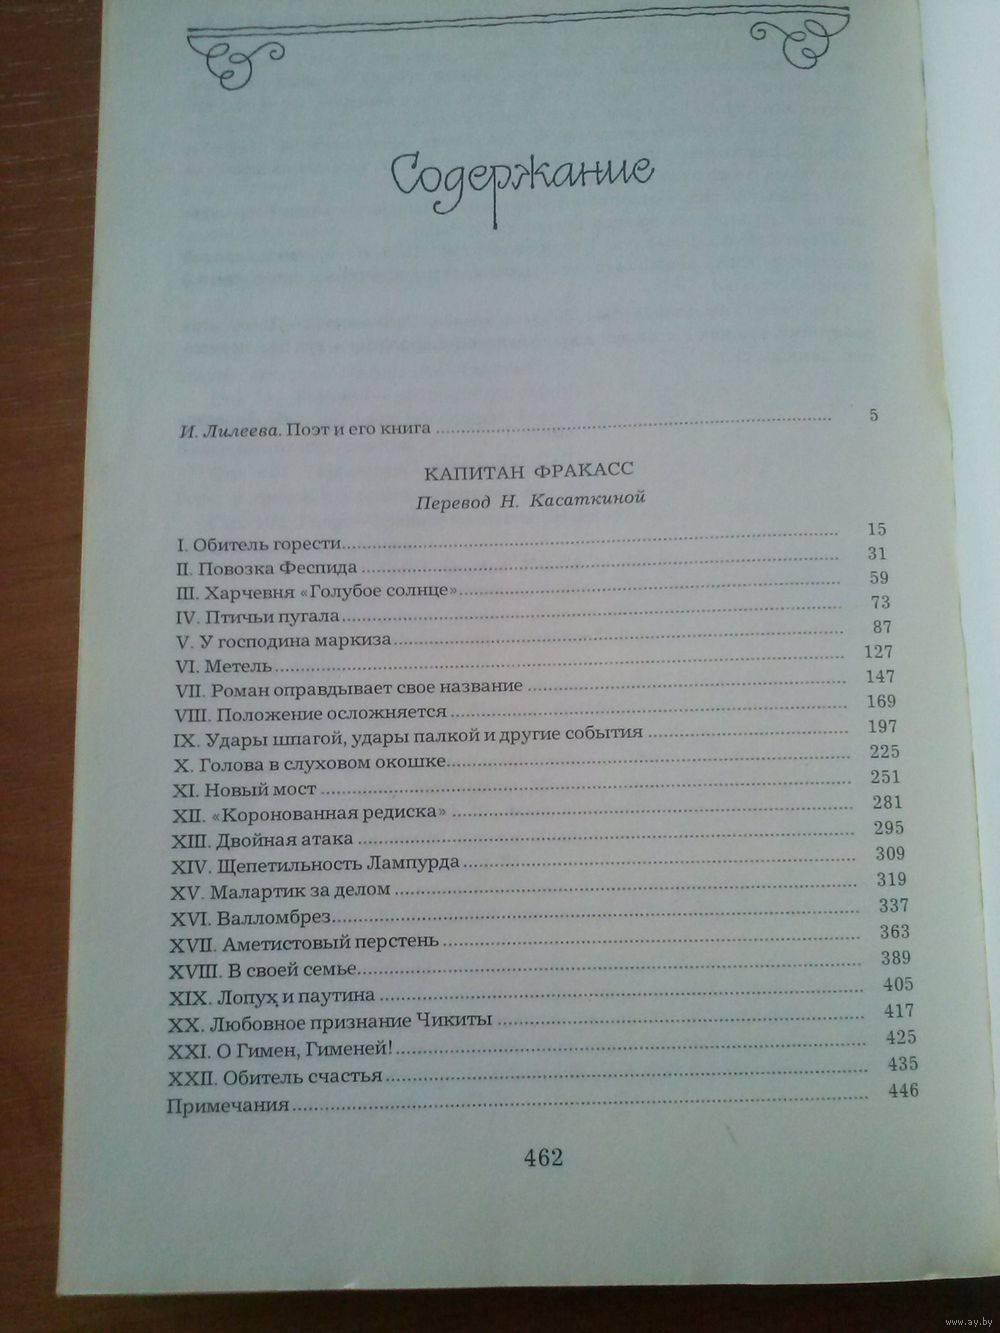 Содержание
И. Лилеева. Поэт и его книга ........ 5
КАПИТАН ФРАКАСС
Перевод Н. Касаткиной
I. Обитель горести ........ 15
II. Повозка Феспида ........ 31
III. Харчевня «Голубое солнце» ........ 59
IV. Птичьи пугала ........ 73
V. У господина маркиза ........ 87
VI. Метель ........ 127
VII. Роман оправдывает свое название ........ 147
VIII. Положение осложняется ........ 169
IX. Удары шпагой, удары палкой и другие события ........ 197
X. Голова в слуховом окошке ........ 225
XI. Новый мост ........ 251
XII. «Коронованная редиска» ........ 281
XIII. Двойная атака ........ 295
XIV. Щепетильность Лампурда ........ 309
XV. Малартик за делом ........ 319
XVI. Валломбрез ........ 337
XVII. Аметистовый перстень ........ 363
XVIII. В своей семье ........ 389
XIX. Лопух и паутина ........ 405
XX. Любовное признание Чикиты ........ 417
XXI. О Гимен, Гименей! ........ 425
XXII. Обитель счастья ........ 435
Примечания ........ 446
462
www.ay.by